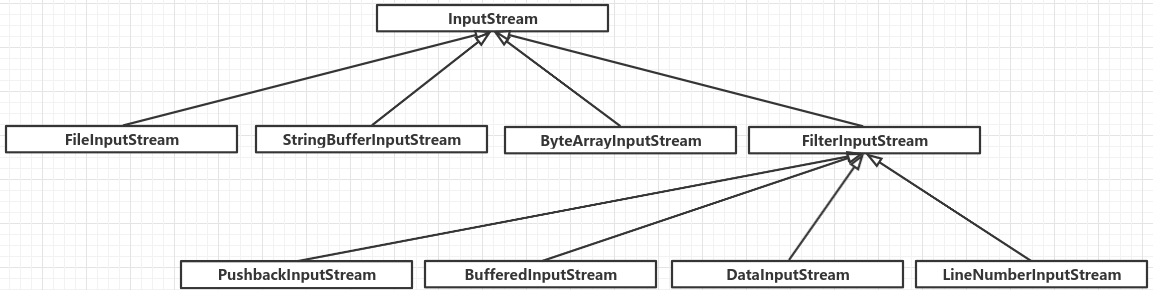 InputStream
FileInputStream
StringBufferInputStream
ByteArrayInputStream
FilterInputStream
PushbackInputStream
BufferedInputStream
DataInputStream
LineNumberInputStream